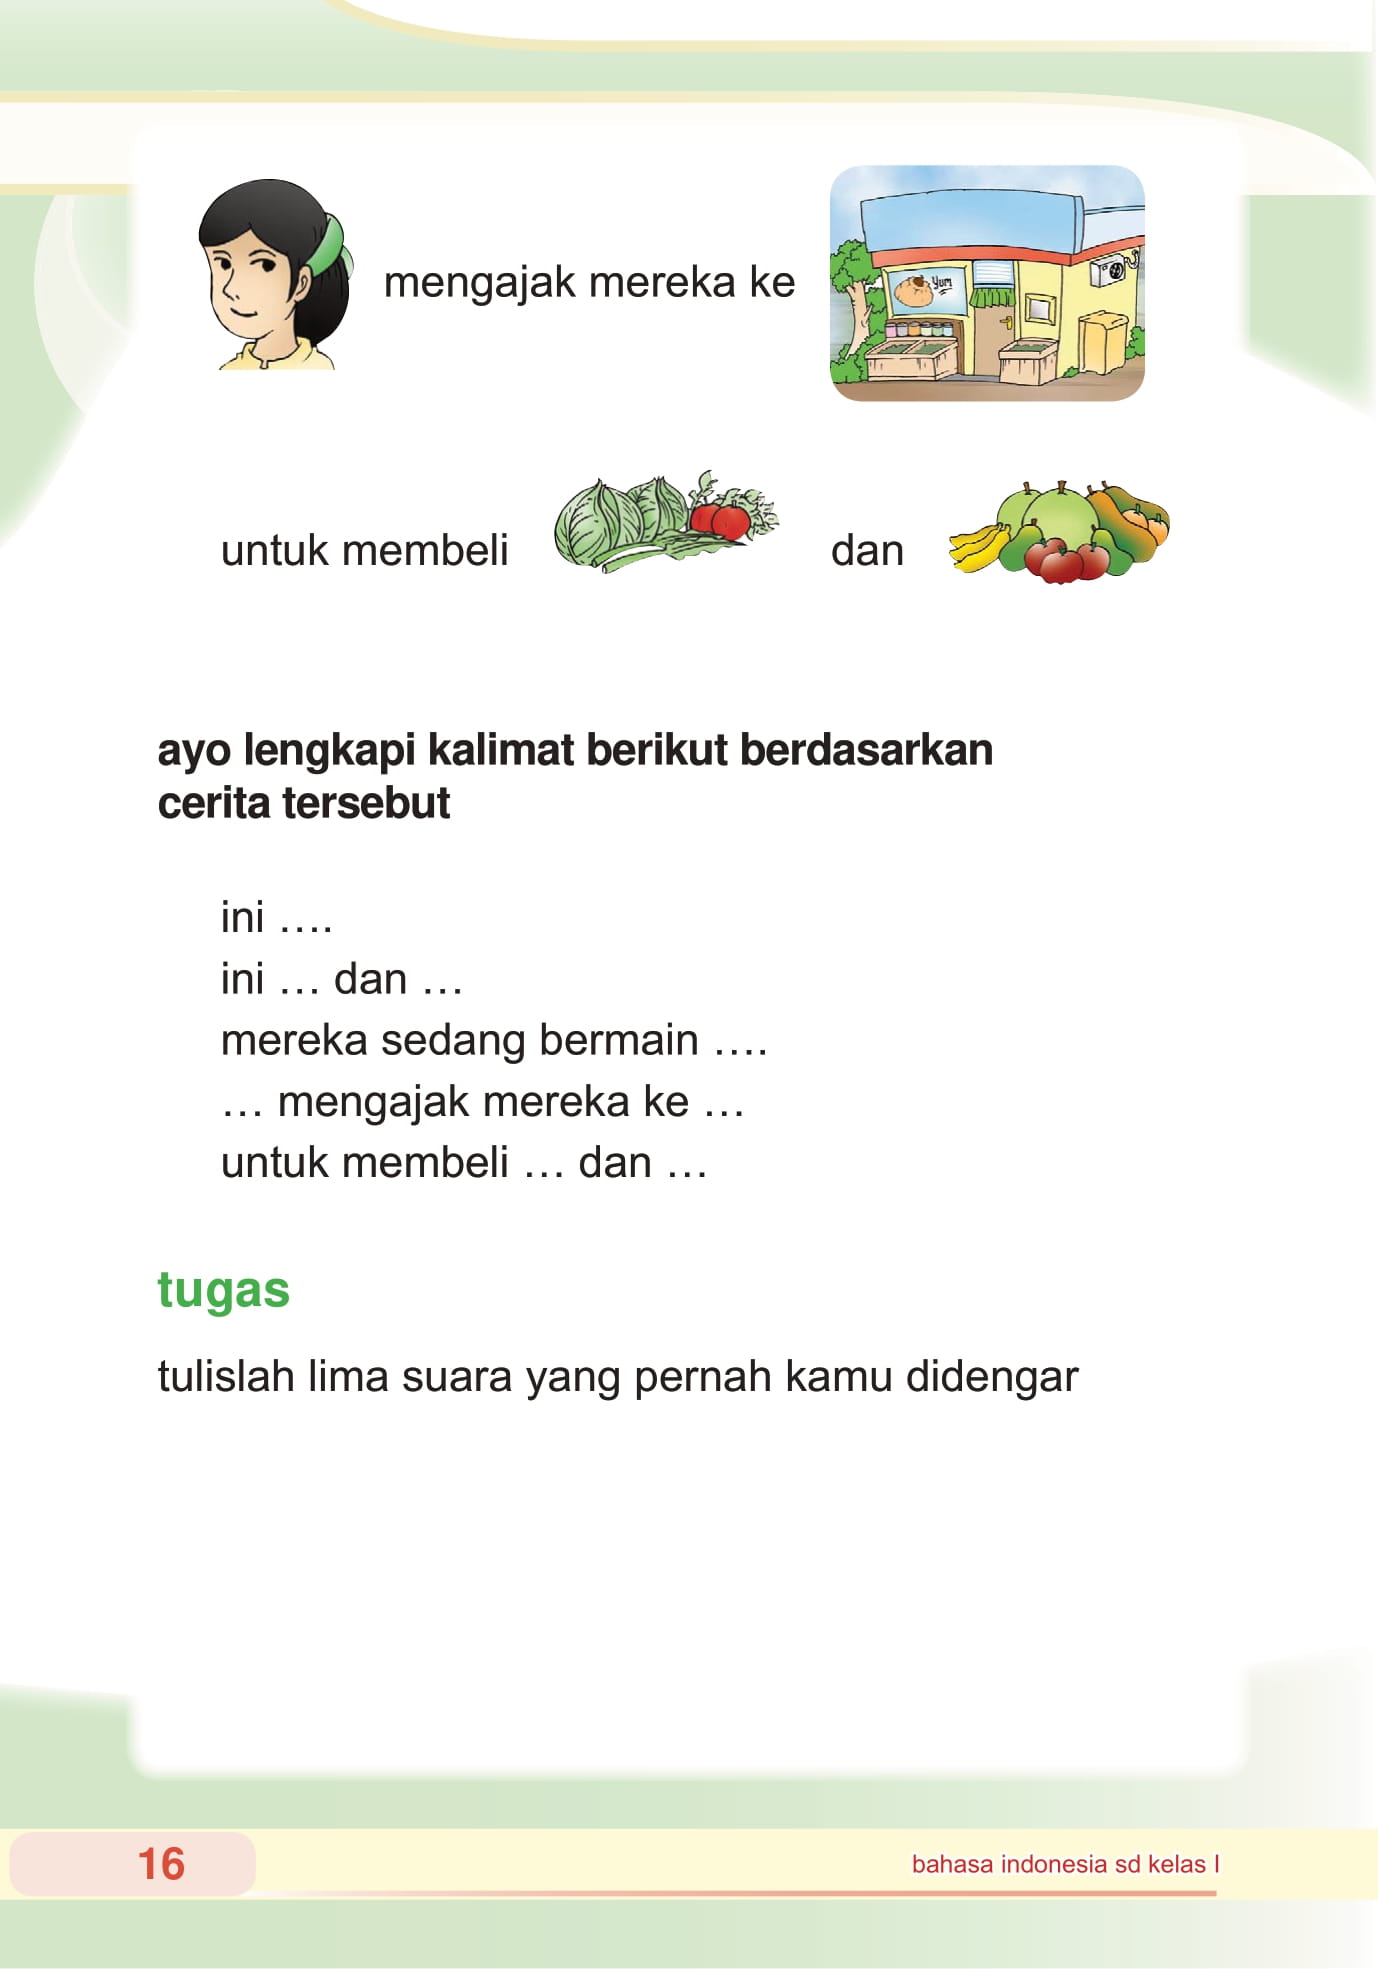 mengajak mereka ke
Yum
untuk membeli
dan
ayo lengkapi kalimat berikut berdasarkan
cerita tersebut
ini ….
ini … dan …
mereka sedang bermain ….
… mengajak mereka ke …
untuk membeli … dan …
tugas
tulislah lima suara yang pernah kamu didengar
16
bahasa indonesia sd kelas I